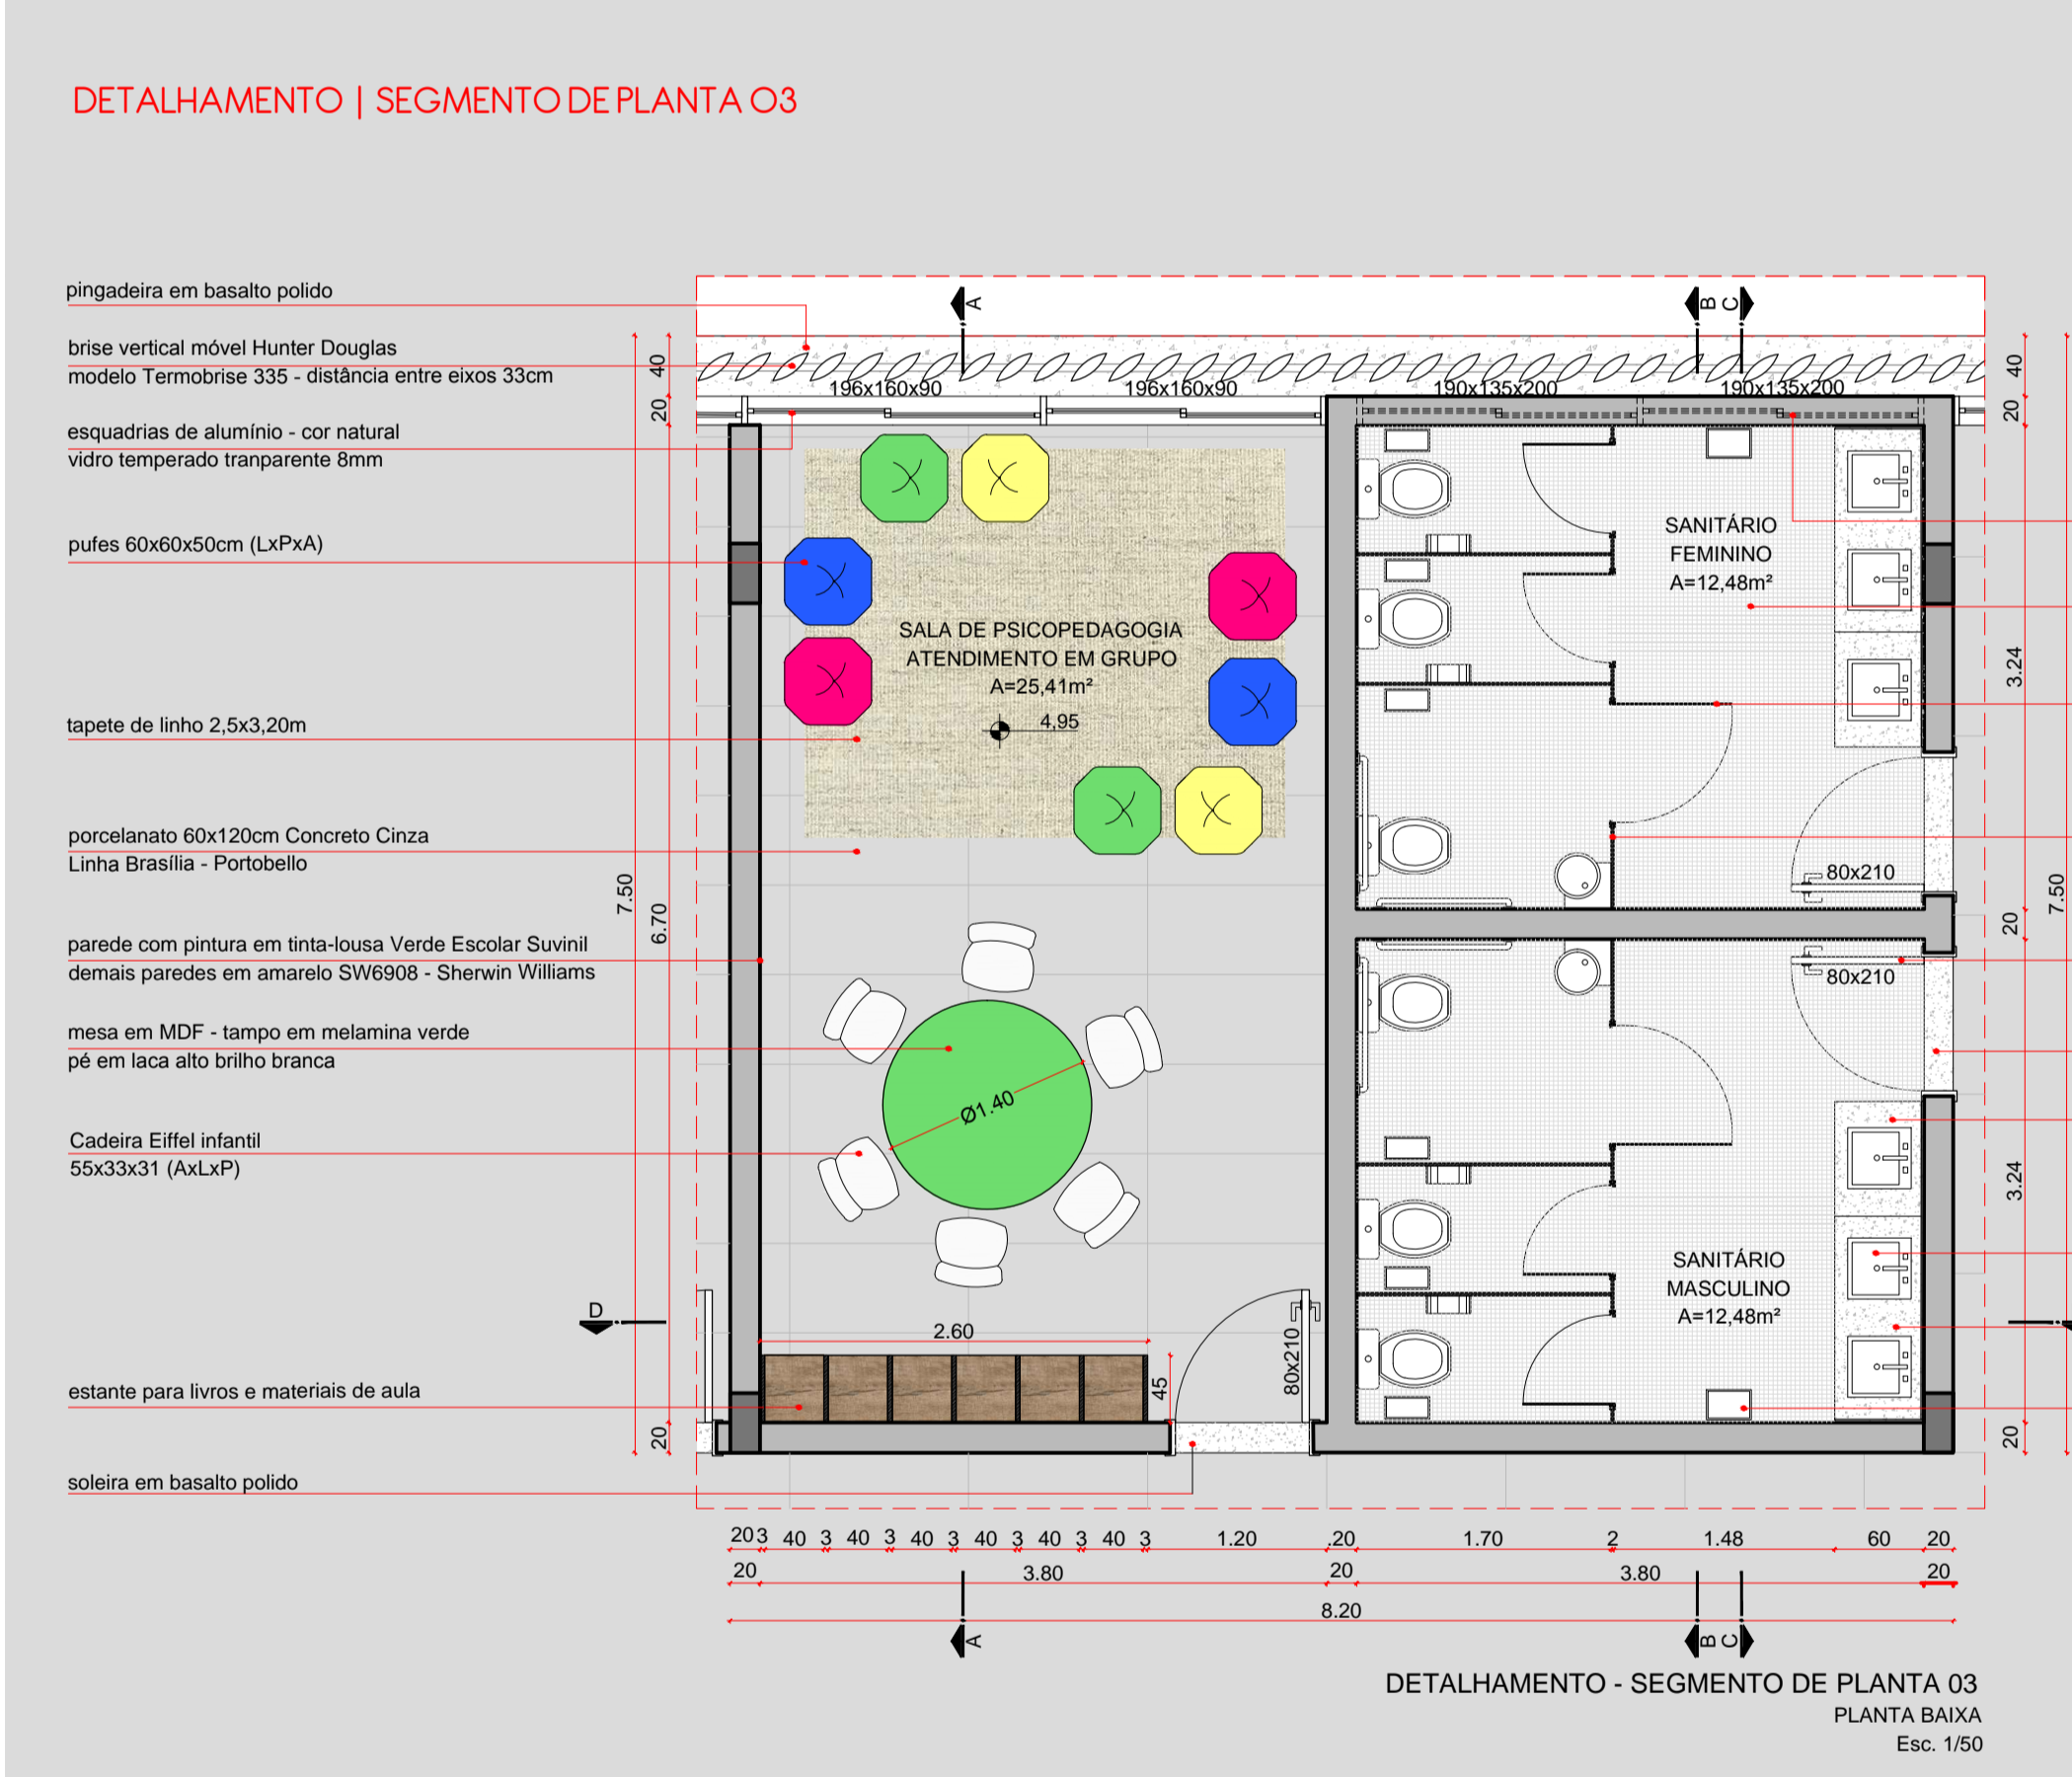 DETALHAMENTO | SEGMENTO DE PLANTA O3
pingadeira em basalto polido
brise vertical móvel Hunter Douglas
modelo Termobrise 335 - distância entre eixos 33cm
esquadrias de alumínio - cor natural
vidro temperado tranparente 8mm
pufes 60x60x50cm (LxPxA)
tapete de linho 2,5x3,20m
porcelanato 60x120cm Concreto Cinza
Linha Brasília - Portobello
parede com pintura em tinta-lousa Verde Escolar Suvinil
demais paredes em amarelo SW6908 - Sherwin Williams
mesa em MDF - tampo em melamina verde
pé em laca alto brilho branca
Cadeira Eiffel infantil
55x33x31 (AxLxP)
estante para livros e materiais de aula
soleira em basalto polido
A
B
C
40
20
7.50
6.70
20
D
196x160x90
196x160x90
190x135x200
190x135x200
SALA DE PSICOPEDAGOGIA
ATENDIMENTO EM GRUPO
A=25,41m²
4,95
Ø1.40
2.60
45
80x210
SANITÁRIO
FEMININO
A=12,48m²
80x210
80x210
SANITÁRIO
MASCULINO
A=12,48m²
40
20
3.24
20
3.24
20
7.50
20 3 40 3 40 3 40 3 40 3 40 3 40 3 1.20 .20 1.70 2 1.48 60 20
20 3.80 20 3.80 20
8.20
A
B
C
DETALHAMENTO - SEGMENTO DE PLANTA 03
PLANTA BAIXA
Esc. 1/50